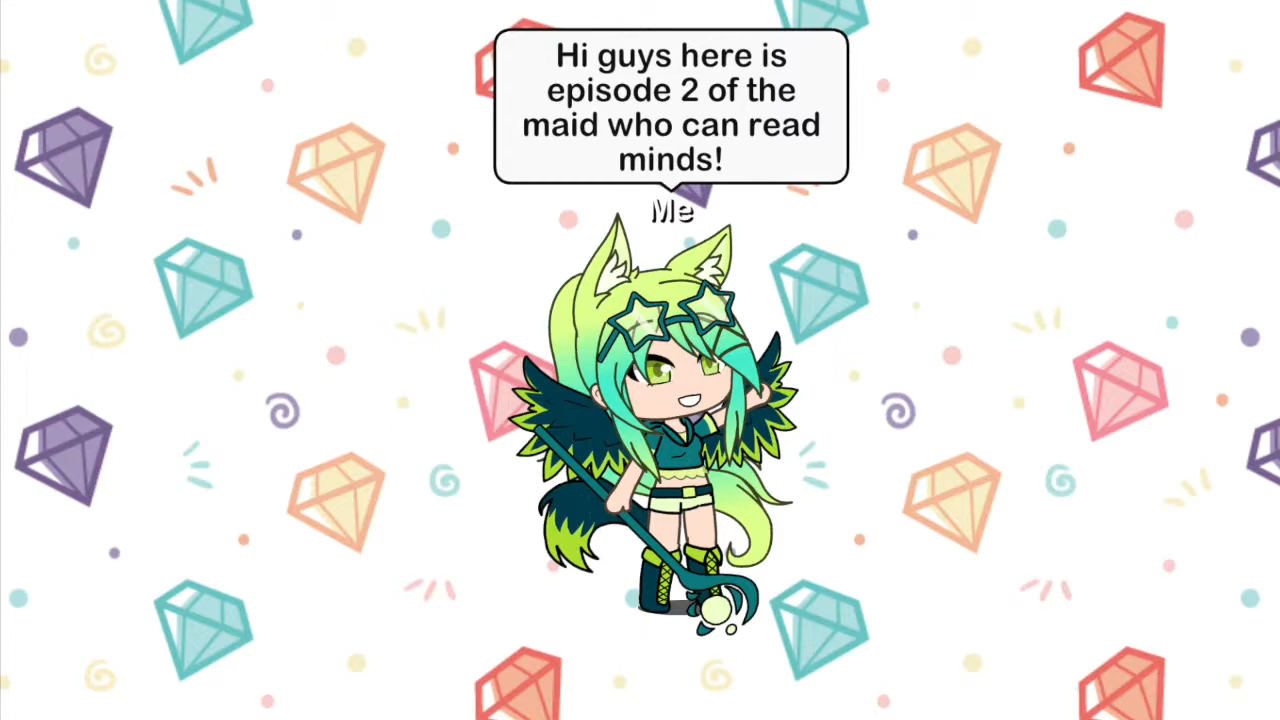 Hi guys here is
episode 2 of the
maid who can read
minds!
Me